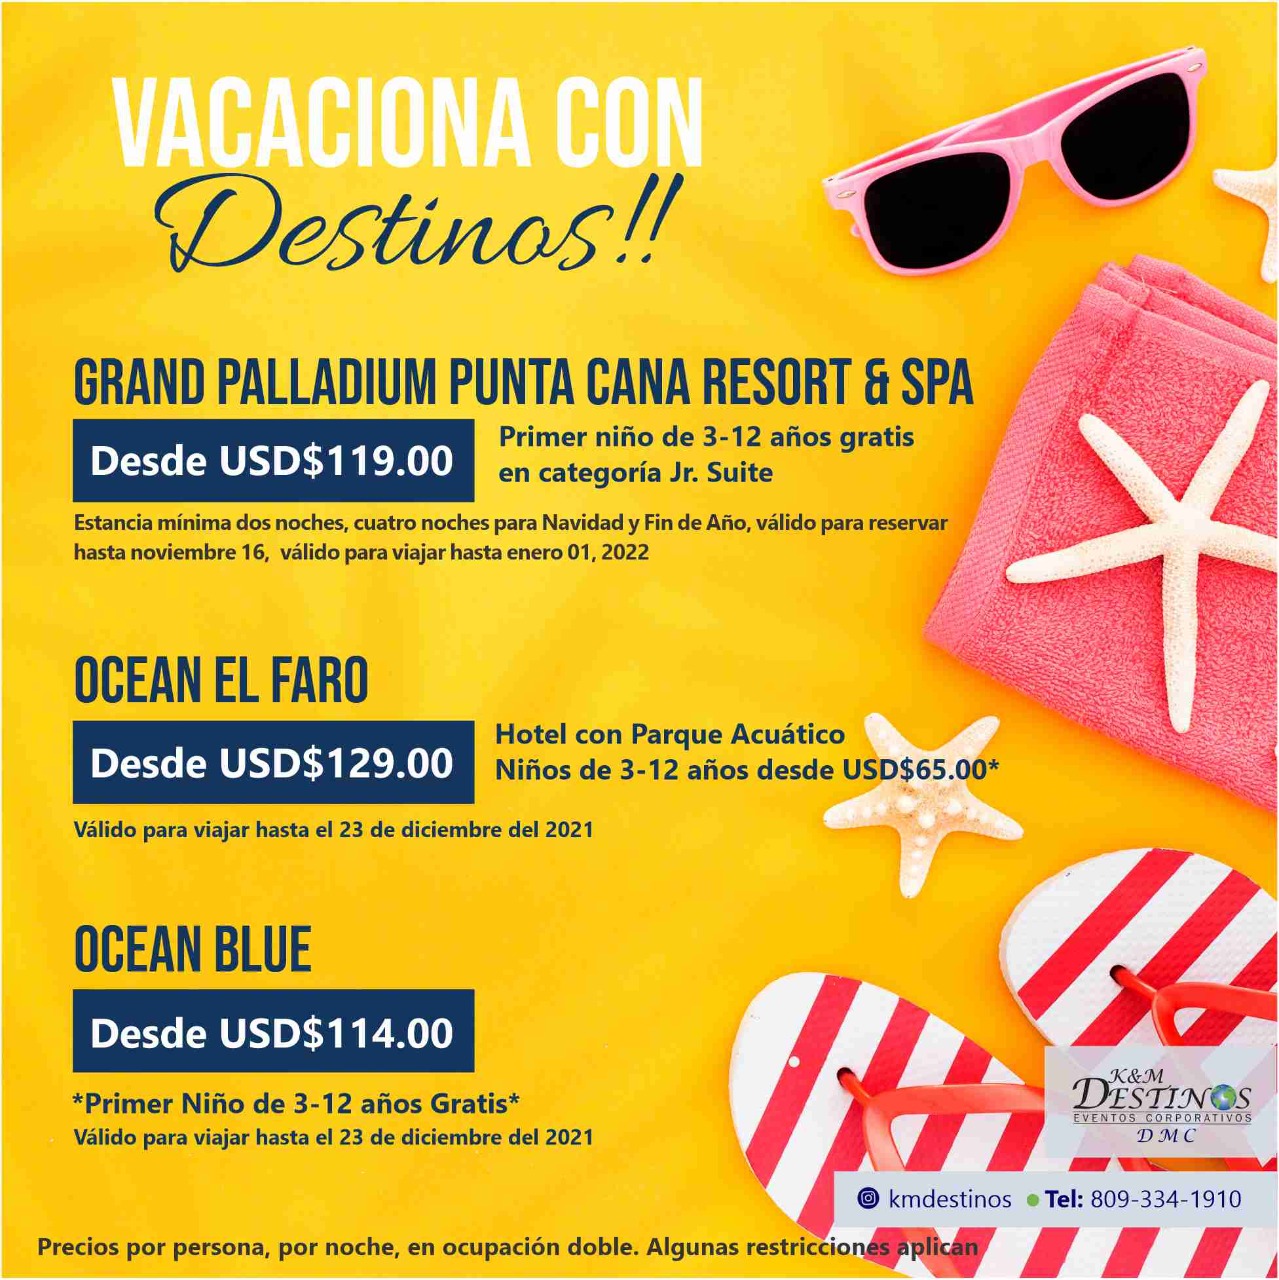 VACACIONA CON
Destinos!!
GRAND PALLADIUM PUNTA CANA RESORT & SPA
Desde USD$119.00
Primer niño de 3-12 años gratis
en categoría Jr. Suite
Estancia mínima dos noches, cuatro noches para Navidad y Fin de Año, válido para reservar
hasta noviembre 16, válido para viajar hasta enero 01, 2022
OCEAN EL FARO
Desde USD$129.00
Hotel con Parque Acuático
Niños de 3-12 años desde USD$65.00*
Válido para viajar hasta el 23 de diciembre del 2021
OCEAN BLUE
Desde USD$114.00
*Primer Niño de 3-12 años Gratis*
Válido para viajar hasta el 23 de diciembre del 2021
K&M
DESTINOS
EVENTOS CORPORATIVOS
DMC
kmdestinos Tel: 809-334-1910
Precios por persona, por noche, en ocupación doble. Algunas restricciones aplican